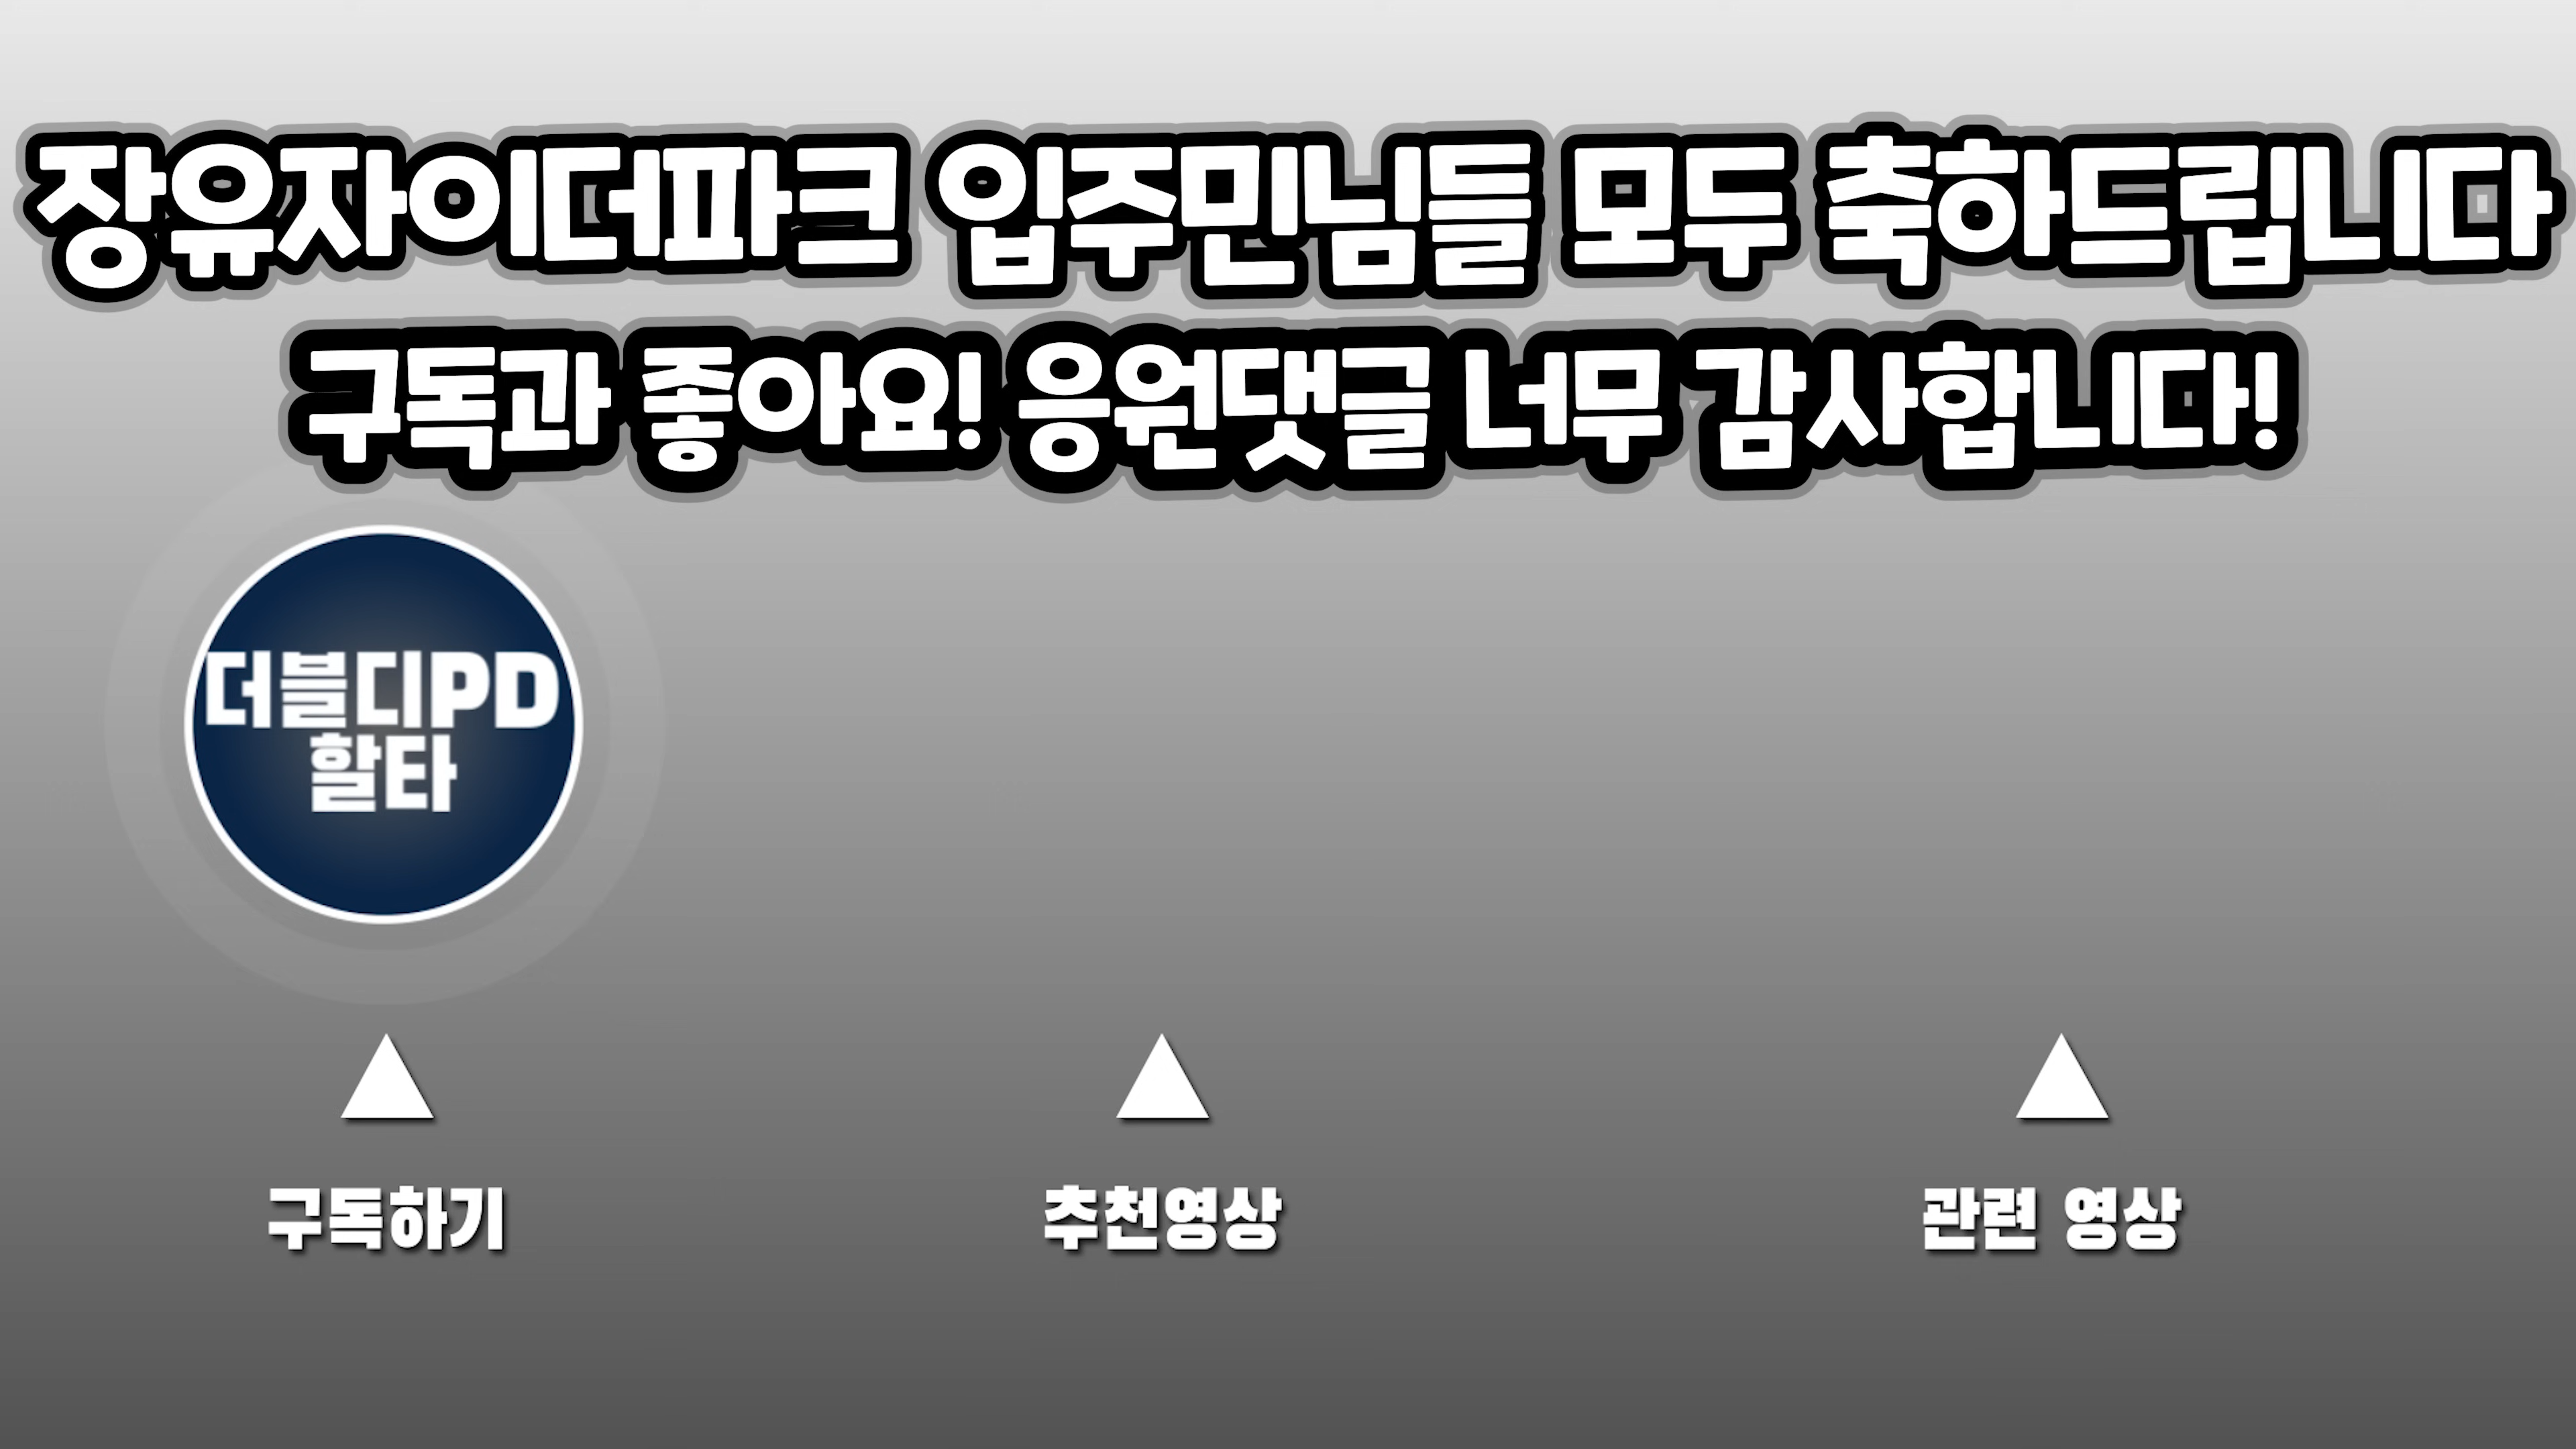 장유자이더파크 입주민님들 모두 축하드립니다
구독과 좋아요! 응원댓글 너무 감사합니다!
더블디PD
할타
구독하기
추천영상
관련 영상